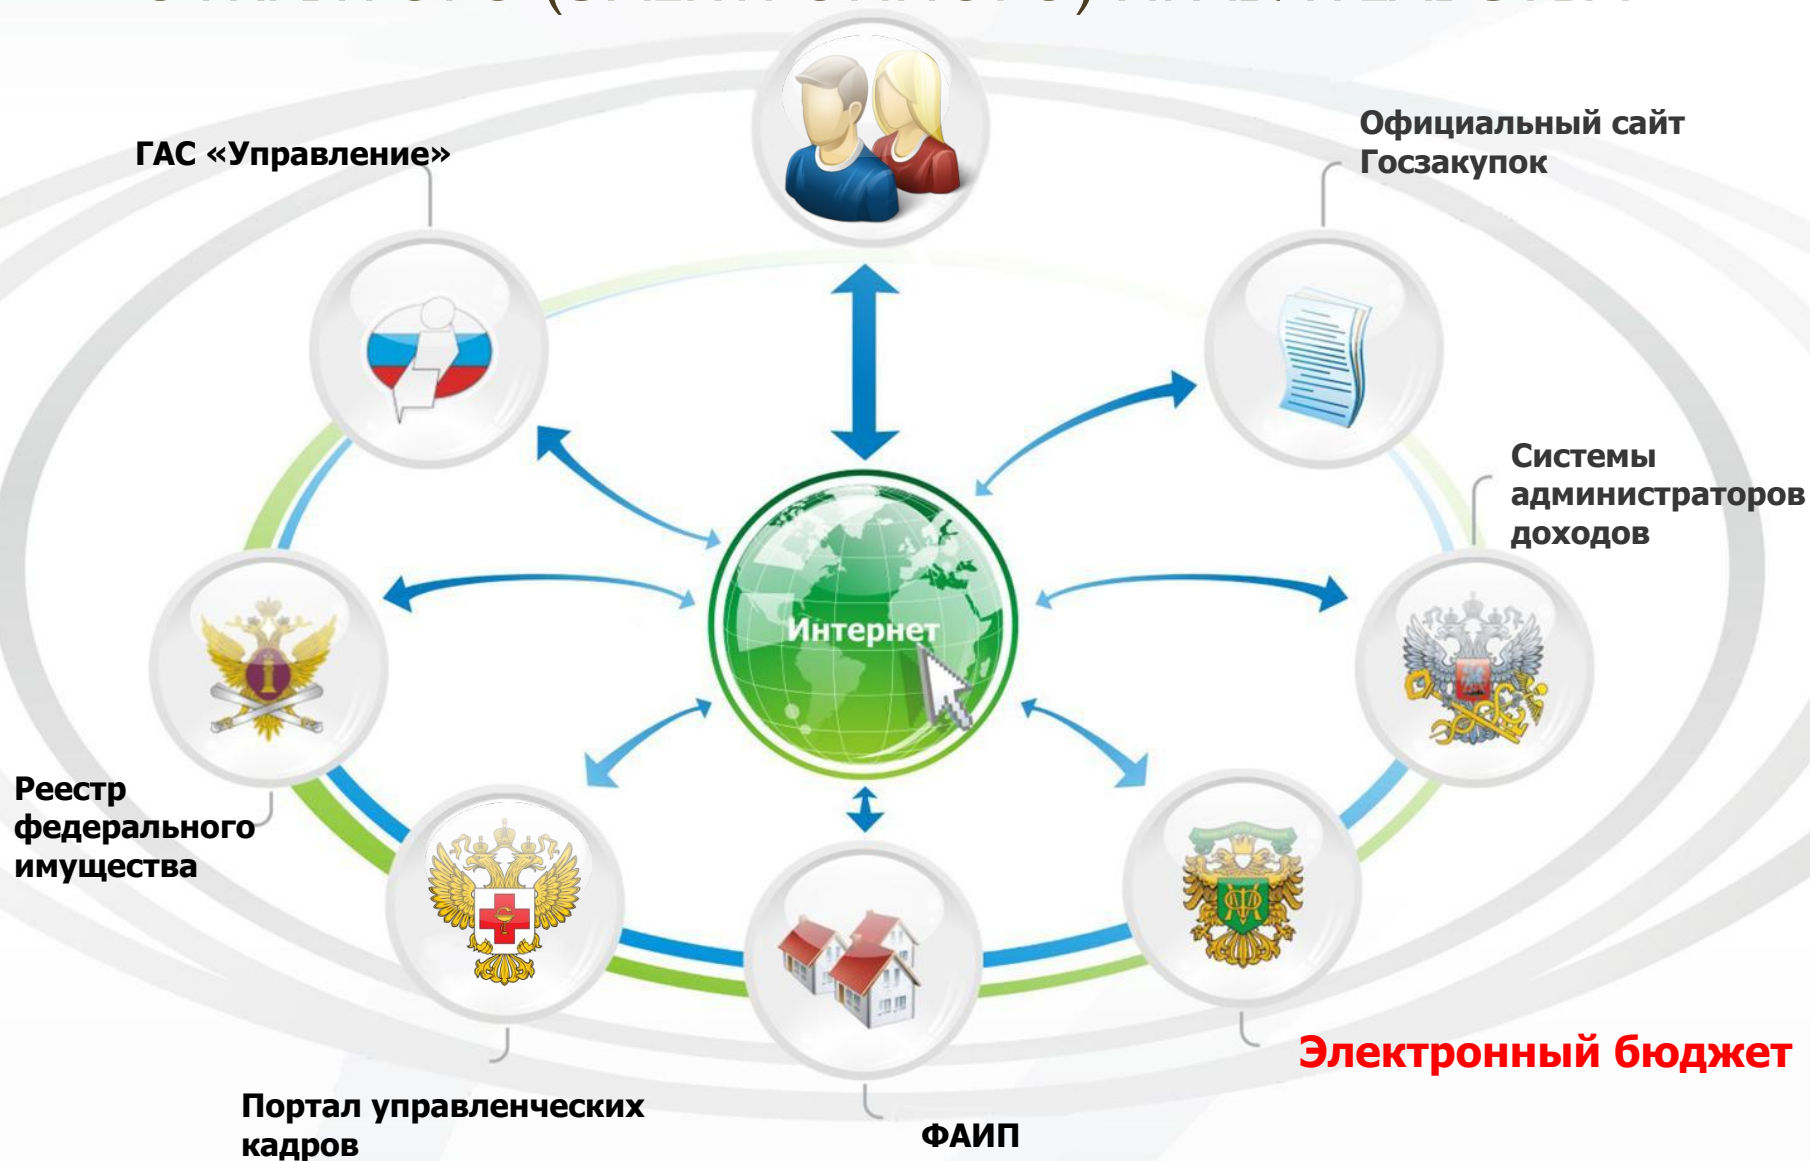 ГАС «Управление»
Официальный сайт
Госзакупок
Системы
администраторов
доходов
Интернет
Реестр
федерального
имущества
Электронный бюджет
Портал управленческих
кадров
ФАИП